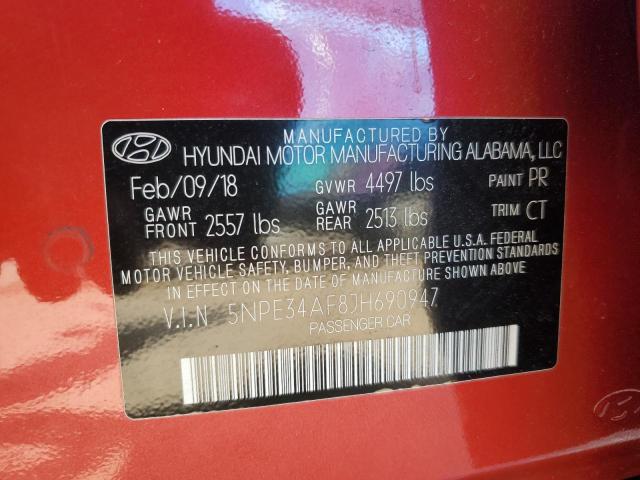 MANUFACTURED BY
HYUNDAI MOTOR MANUFACTURING ALABAMA, LLC
Feb/09/18 GVWR 4497 lbs PAINT PR
GAWR FRONT 2557 lbs GAWR REAR 2513 lbs TRIM CT
THIS VEHICLE CONFORMS TO ALL APPLICABLE U.S.A. FEDERAL
MOTOR VEHICLE SAFETY, BUMPER, AND THEFT PREVENTION STANDARDS
IN EFFECT ON THE DATE OF MANUFACTURE SHOWN ABOVE
V.I.N 5NPE34AF8JH690947
PASSENGER CAR